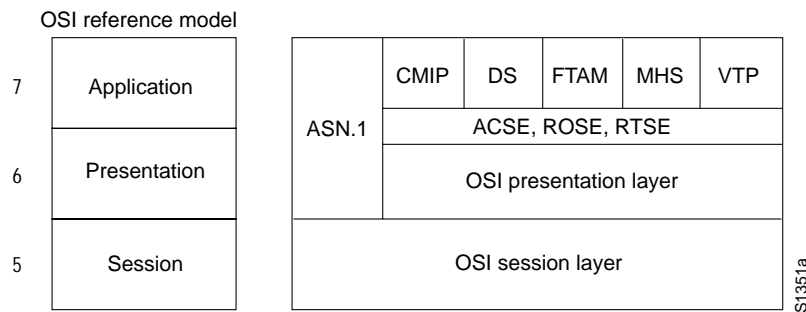 OSI reference model
7
Application
6
Presentation
5
Session
ASN.1
CMIP
DS
FTAM
MHS
VTP
ACSE, ROSE, RTSE
OSI presentation layer
OSI session layer
S1351a